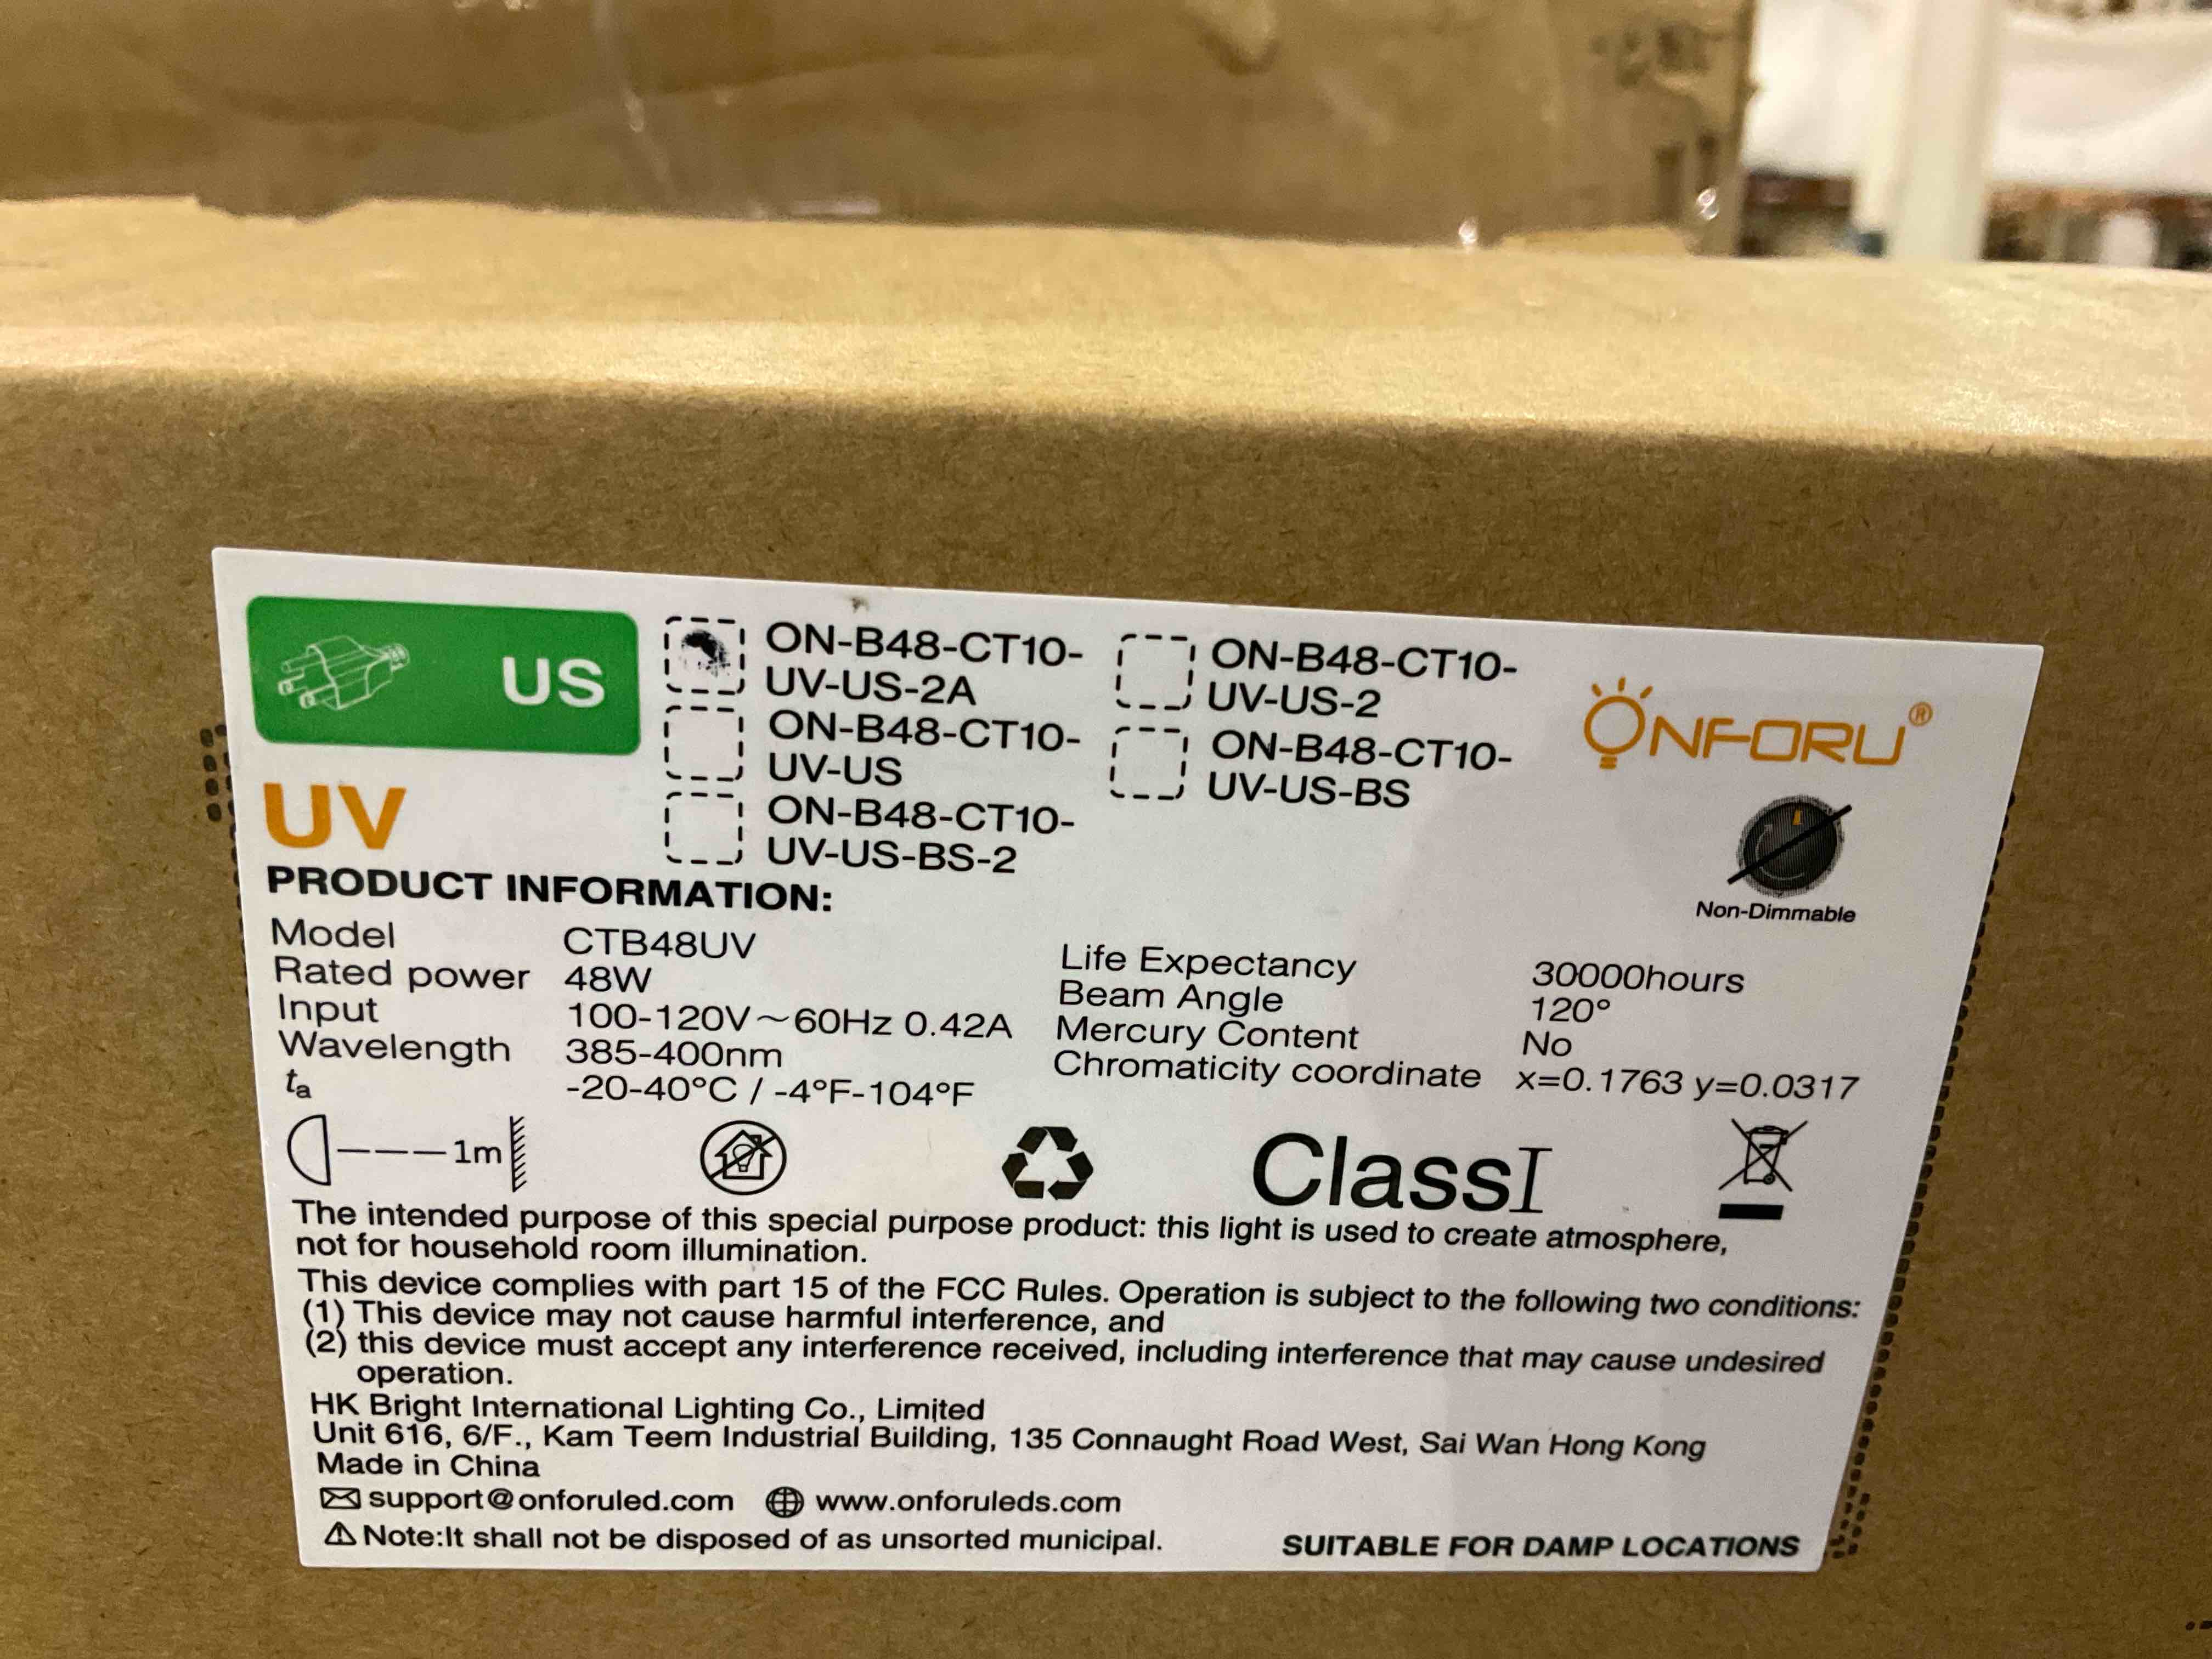 US
ON-B48-CT10-
UV-US-2A
ON-B48-CT10-
UV-US-2
ON-B48-CT10-
UV-US
ON-B48-CT10-
UV-US-BS
ON-B48-CT10-
UV-US-BS-2
ONFORU®
Non-Dimmable
UV
PRODUCT INFORMATION:
Model CTB48UV
Rated power 48W
Input 100-120V~60Hz 0.42A
Wavelength 385-400nm
ta -20-40°C / -4°F-104°F
Life Expectancy 30000hours
Beam Angle 120°
Mercury Content No
Chromaticity coordinate x=0.1763 y=0.0317
1m
Class I
The intended purpose of this special purpose product: this light is used to create atmosphere,
not for household room illumination.
This device complies with part 15 of the FCC Rules. Operation is subject to the following two conditions:
(1) This device may not cause harmful interference, and
(2) this device must accept any interference received, including interference that may cause undesired
operation.
HK Bright International Lighting Co., Limited
Unit 616, 6/F., Kam Teem Industrial Building, 135 Connaught Road West, Sai Wan Hong Kong
Made in China
support@onforuled.com www.onforuleds.com
Note:It shall not be disposed of as unsorted municipal.
SUITABLE FOR DAMP LOCATIONS